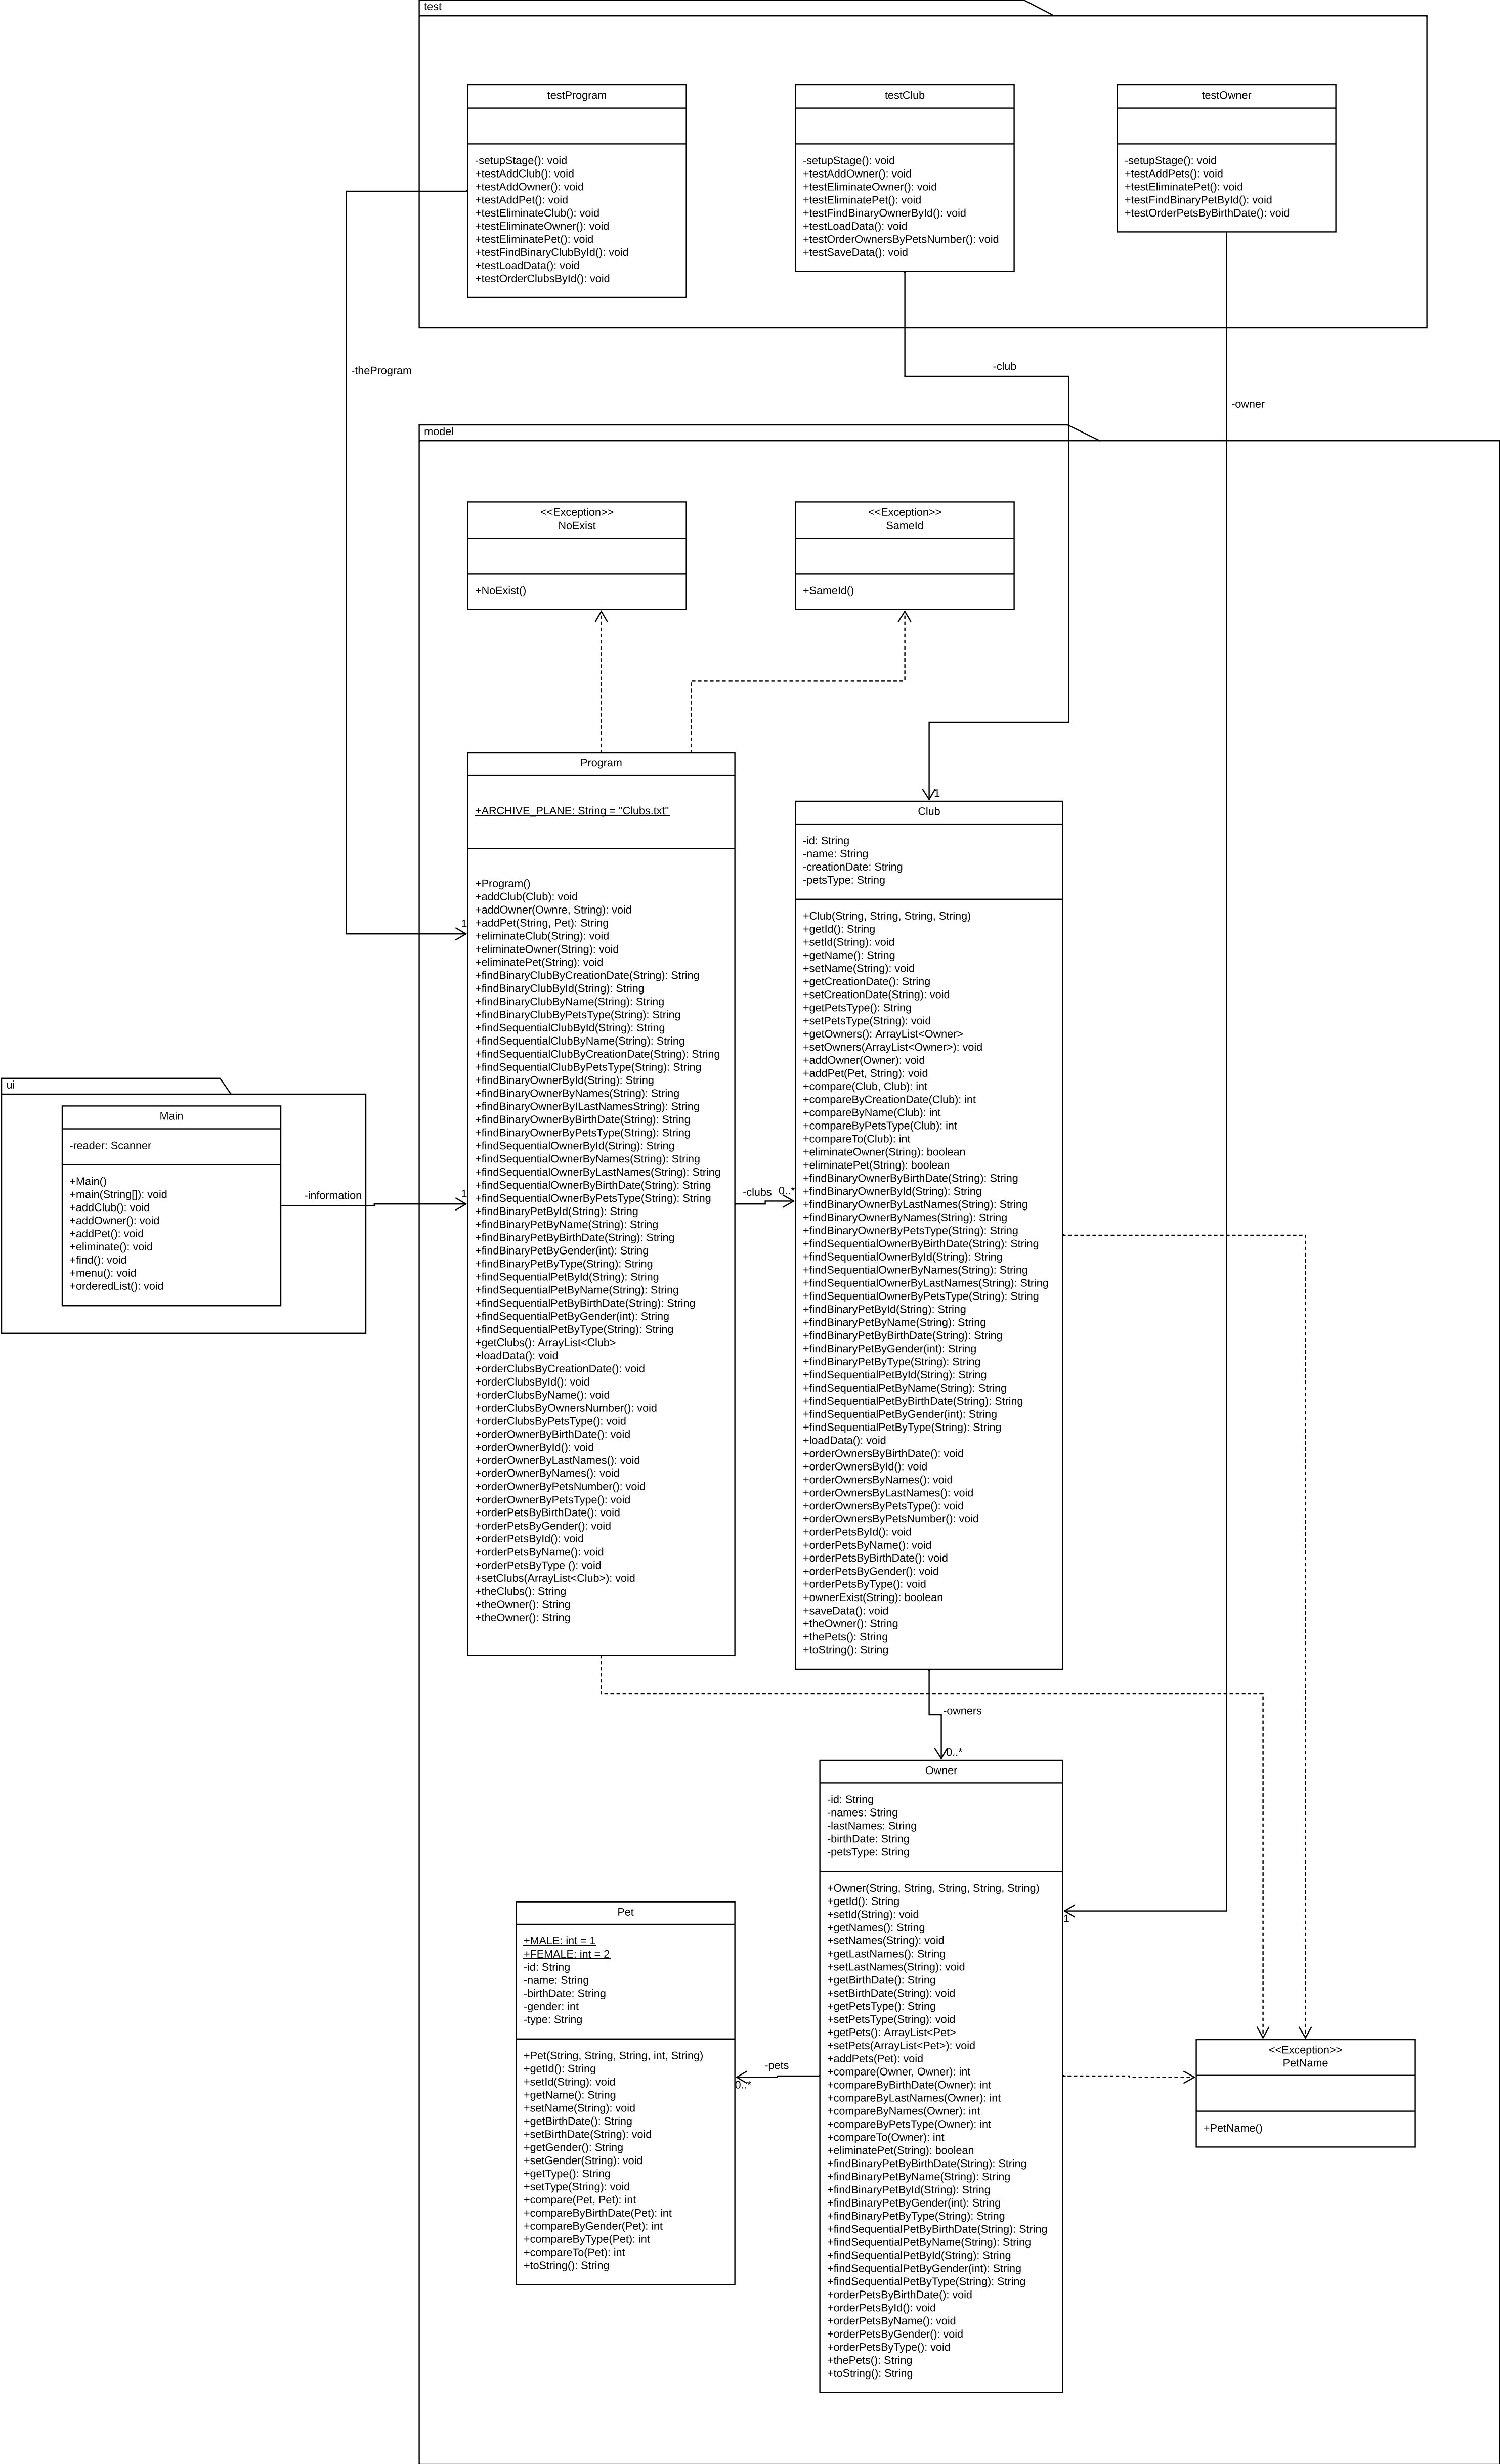 test
testProgram
-setupStage(): void
+testAddClub(): void
+testAddOwner(): void
+testAddPet(): void
+testEliminateClub(): void
+testEliminateOwner(): void
+testEliminatePet(): void
+testFindBinaryClubById(): void
+testLoadData(): void
+testOrderClubsById(): void
testClub
-setupStage(): void
+testAddOwner(): void
+testEliminateOwner(): void
+testEliminatePet(): void
+testFindBinaryOwnerById(): void
+testLoadData(): void
+testOrderOwnersByPetsNumber(): void
+testSaveData(): void
testOwner
-setupStage(): void
+testAddPets(): void
+testEliminatePet(): void
+testFindBinaryPetById(): void
+testOrderPetsByBirthDate(): void
-theProgram
-club
-owner
model
<<Exception>>
NoExist
+NoExist()
<<Exception>>
SameId
+SameId()
Program
+ARCHIVE_PLANE: String = "Clubs.txt"
+Program()
+addClub(Club): void
+addOwner(Ownre, String): void
+addPet(String, Pet): String
+eliminateClub(String): void
+eliminateOwner(String): void
+eliminatePet(String): void
+findBinaryClubByCreationDate(String): String
+findBinaryClubById(String): String
+findBinaryClubByName(String): String
+findBinaryClubByPetsType(String): String
+findSequentialClubById(String): String
+findSequentialClubByName(String): String
+findSequentialClubByCreationDate(String): String
+findSequentialClubByPetsType(String): String
+findBinaryOwnerById(String): String
+findBinaryOwnerByNames(String): String
+findBinaryOwnerByILastNamesString): String
+findBinaryOwnerByBirthDate(String): String
+findBinaryOwnerByPetsType(String): String
+findSequentialOwnerById(String): String
+findSequentialOwnerByNames(String): String
+findSequentialOwnerByLastNames(String): String
+findSequentialOwnerByBirthDate(String): String
+findSequentialOwnerByPetsType(String): String
+findBinaryPetById(String): String
+findBinaryPetByName(String): String
+findBinaryPetByBirthDate(String): String
+findBinaryPetByGender(int): String
+findBinaryPetByType(String): String
+findSequentialPetById(String): String
+findSequentialPetByName(String): String
+findSequentialPetByBirthDate(String): String
+findSequentialPetByGender(int): String
+findSequentialPetByType(String): String
+getClubs(): ArrayList<Club>
+loadData(): void
+orderClubsByCreationDate(): void
+orderClubsById(): void
+orderClubsByName(): void
+orderClubsByOwnersNumber(): void
+orderClubsByPetsType(): void
+orderOwnerByBirthDate(): void
+orderOwnerById(): void
+orderOwnerByLastNames(): void
+orderOwnerByNames(): void
+orderOwnerByPetsNumber(): void
+orderOwnerByPetsType(): void
+orderPetsByBirthDate(): void
+orderPetsByGender(): void
+orderPetsById(): void
+orderPetsByName(): void
+orderPetsByType (): void
+setClubs(ArrayList<Club>): void
+theClubs(): String
+theOwner(): String
+theOwner(): String
1
1
Club
-id: String
-name: String
-creationDate: String
-petsType: String
+Club(String, String, String, String)
+getId(): String
+setId(String): void
+getName(): String
+setName(String): void
+getCreationDate(): String
+setCreationDate(String): void
+getPetsType(): String
+setPetsType(String): void
+getOwners(): ArrayList<Owner>
+setOwners(ArrayList<Owner>): void
+addOwner(Owner): void
+addPet(Pet, String): void
+compare(Club, Club): int
+compareByCreationDate(Club): int
+compareByName(Club): int
+compareByPetsType(Club): int
+compareTo(Club): int
+eliminateOwner(String): boolean
+eliminatePet(String): boolean
+findBinaryOwnerByBirthDate(String): String
+findBinaryOwnerById(String): String
+findBinaryOwnerByLastNames(String): String
+findBinaryOwnerByNames(String): String
+findBinaryOwnerByPetsType(String): String
+findSequentialOwnerByBirthDate(String): String
+findSequentialOwnerById(String): String
+findSequentialOwnerByNames(String): String
+findSequentialOwnerByLastNames(String): String
+findSequentialOwnerByPetsType(String): String
+findBinaryPetById(String): String
+findBinaryPetByName(String): String
+findBinaryPetByBirthDate(String): String
+findBinaryPetByGender(int): String
+findBinaryPetByType(String): String
+findSequentialPetById(String): String
+findSequentialPetByName(String): String
+findSequentialPetByBirthDate(String): String
+findSequentialPetByGender(int): String
+findSequentialPetByType(String): String
+loadData(): void
+orderOwnersByBirthDate(): void
+orderOwnersById(): void
+orderOwnersByNames(): void
+orderOwnersByLastNames(): void
+orderOwnersByPetsType(): void
+orderOwnersByPetsNumber(): void
+orderPetsById(): void
+orderPetsByName(): void
+orderPetsByBirthDate(): void
+orderPetsByGender(): void
+orderPetsByType(): void
+ownerExist(String): boolean
+saveData(): void
+theOwner(): String
+thePets(): String
+toString(): String
ui
Main
-reader: Scanner
+Main()
+main(String[]): void
+addClub(): void
+addOwner(): void
+addPet(): void
+eliminate(): void
+find(): void
+menu(): void
+orderedList(): void
-information
1
-clubs
0..*
-owners
0..*
Owner
-id: String
-names: String
-lastNames: String
-birthDate: String
-petsType: String
+Owner(String, String, String, String, String)
+getId(): String
+setId(String): void
+getNames(): String
+setNames(String): void
+getLastNames(): String
+setLastNames(String): void
+getBirthDate(): String
+setBirthDate(String): void
+getPetsType(): String
+setPetsType(String): void
+getPets(): ArrayList<Pet>
+setPets(ArrayList<Pet>): void
+addPets(Pet): void
+compare(Owner, Owner): int
+compareByBirthDate(Owner): int
+compareByLastNames(Owner): int
+compareByNames(Owner): int
+compareByPetsType(Owner): int
+compareTo(Owner): int
+eliminatePet(String): boolean
+findBinaryPetByBirthDate(String): String
+findBinaryPetByName(String): String
+findBinaryPetById(String): String
+findBinaryPetByGender(int): String
+findBinaryPetByType(String): String
+findSequentialPetByBirthDate(String): String
+findSequentialPetByName(String): String
+findSequentialPetById(String): String
+findSequentialPetByGender(int): String
+findSequentialPetByType(String): String
+orderPetsByBirthDate(): void
+orderPetsById(): void
+orderPetsByName(): void
+orderPetsByGender(): void
+orderPetsByType(): void
+thePets(): String
+toString(): String
1
Pet
+MALE: int = 1
+FEMALE: int = 2
-id: String
-name: String
-birthDate: String
-gender: int
-type: String
+Pet(String, String, String, int, String)
+getId(): String
+setId(String): void
+getName(): String
+setName(String): void
+getBirthDate(): String
+setBirthDate(String): void
+getGender(): String
+setGender(String): void
+getType(): String
+setType(String): void
+compare(Pet, Pet): int
+compareByBirthDate(Pet): int
+compareByGender(Pet): int
+compareByType(Pet): int
+compareTo(Pet): int
+toString(): String
-pets
0..*
<<Exception>>
PetName
+PetName()